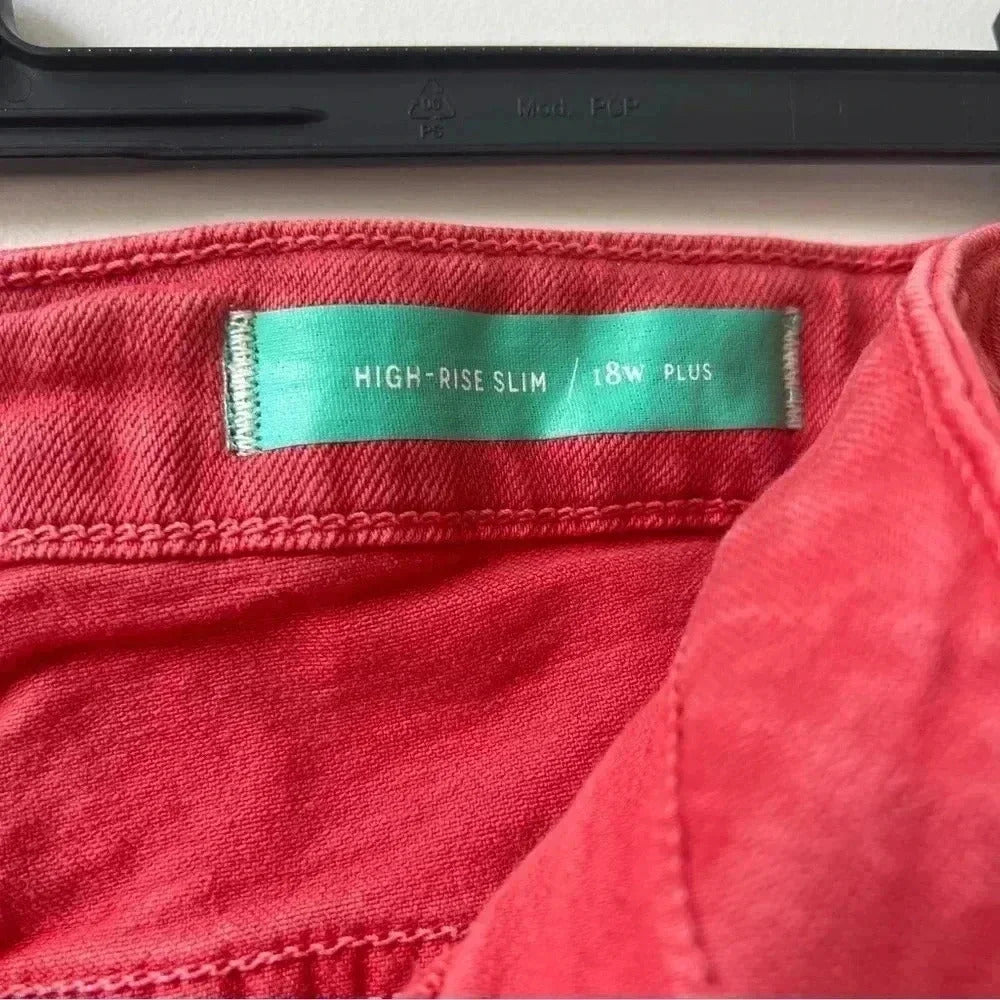 06
PS
Mod. PCP
HIGH-RISE SLIM / 18W PLUS